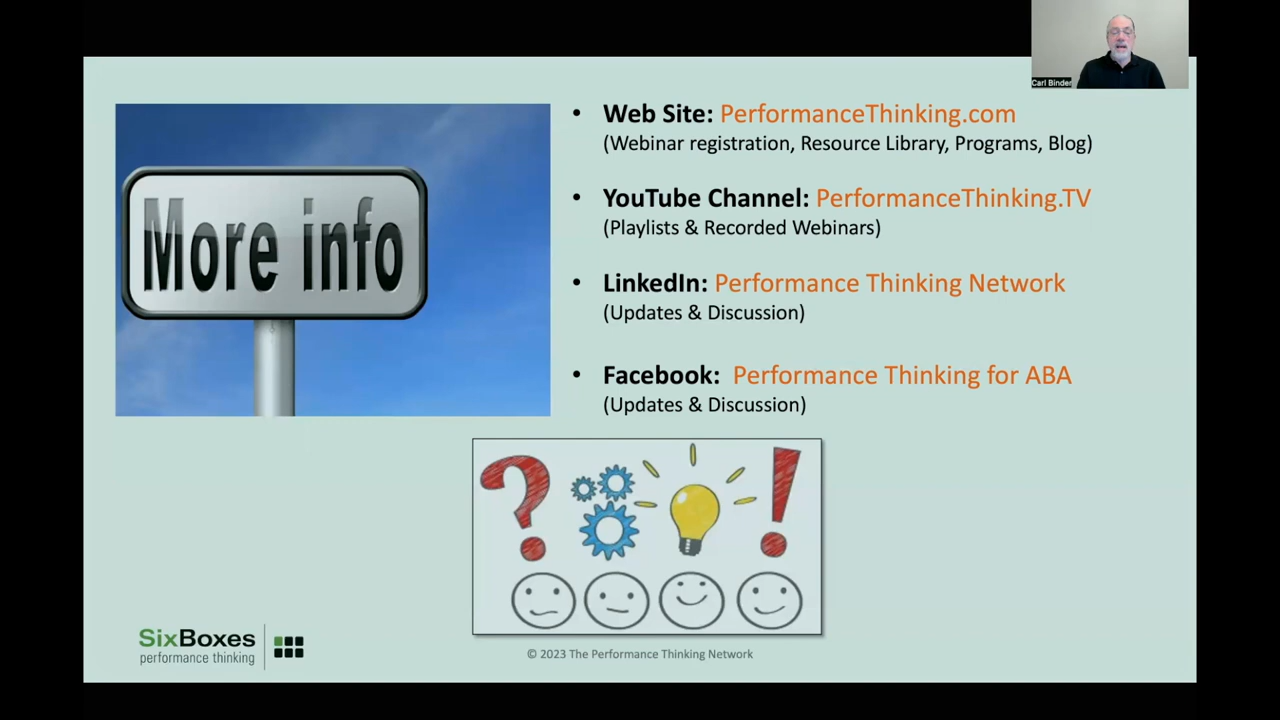 Carl Binder
More info
• Web Site: PerformanceThinking.com
(Webinar registration, Resource Library, Programs, Blog)
• YouTube Channel: PerformanceThinking.TV
(Playlists & Recorded Webinars)
• LinkedIn: Performance Thinking Network
(Updates & Discussion)
• Facebook: Performance Thinking for ABA
(Updates & Discussion)
?
!
SixBoxes
performance thinking
© 2023 The Performance Thinking Network